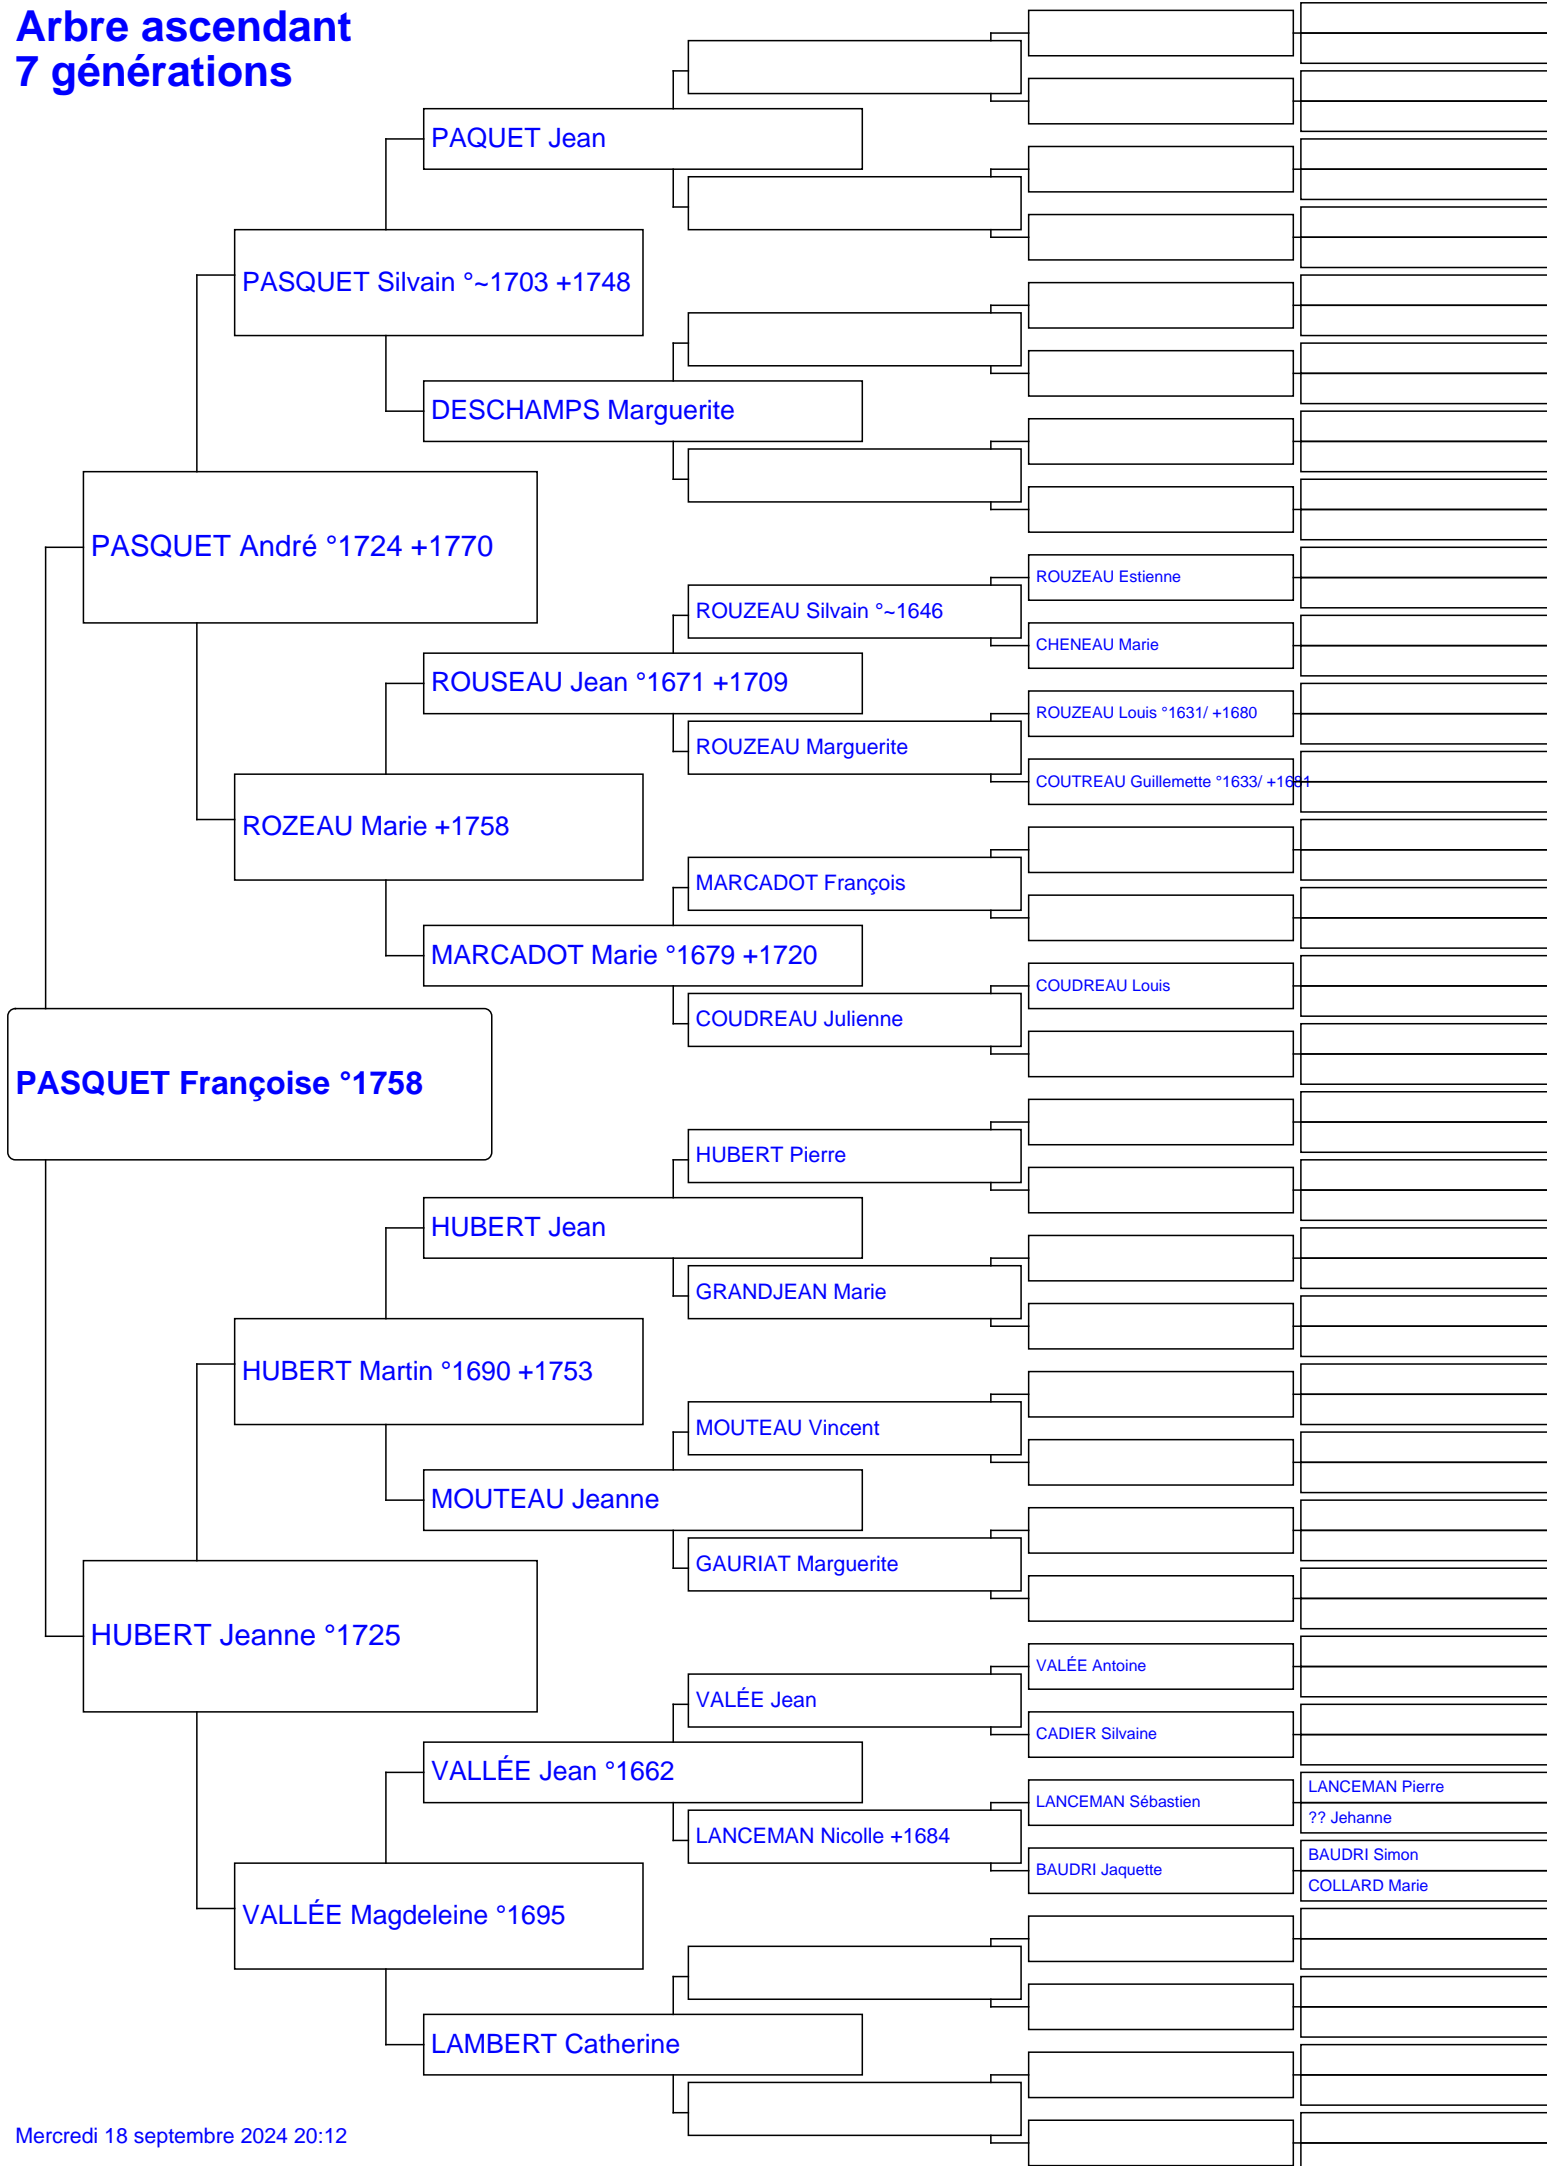 Arbre ascendant
7 générations
PAQUET Jean
PASQUET Silvain °~1703 +1748
DESCHAMPS Marguerite
PASQUET André °1724 +1770
ROUZEAU Estienne
ROUZEAU Silvain °~1646
CHENEAU Marie
ROUSEAU Jean °1671 +1709
ROUZEAU Louis °1631/ +1680
ROUZEAU Marguerite
COUTREAU Guillemette °1633/ +1681
ROZEAU Marie +1758
MARCADOT François
MARCADOT Marie °1679 +1720
COUDREAU Louis
COUDREAU Julienne
PASQUET Françoise °1758
HUBERT Pierre
HUBERT Jean
GRANDJEAN Marie
HUBERT Martin °1690 +1753
MOUTEAU Vincent
MOUTEAU Jeanne
GAURIAT Marguerite
HUBERT Jeanne °1725
VALÉE Antoine
VALÉE Jean
CADIER Silvaine
VALLÉE Jean °1662
LANCEMAN Pierre
LANCEMAN Sébastien
?? Jehanne
LANCEMAN Nicolle +1684
BAUDRI Simon
BAUDRI Jaquette
COLLARD Marie
VALLÉE Magdeleine °1695
LAMBERT Catherine
Mercredi 18 septembre 2024 20:12